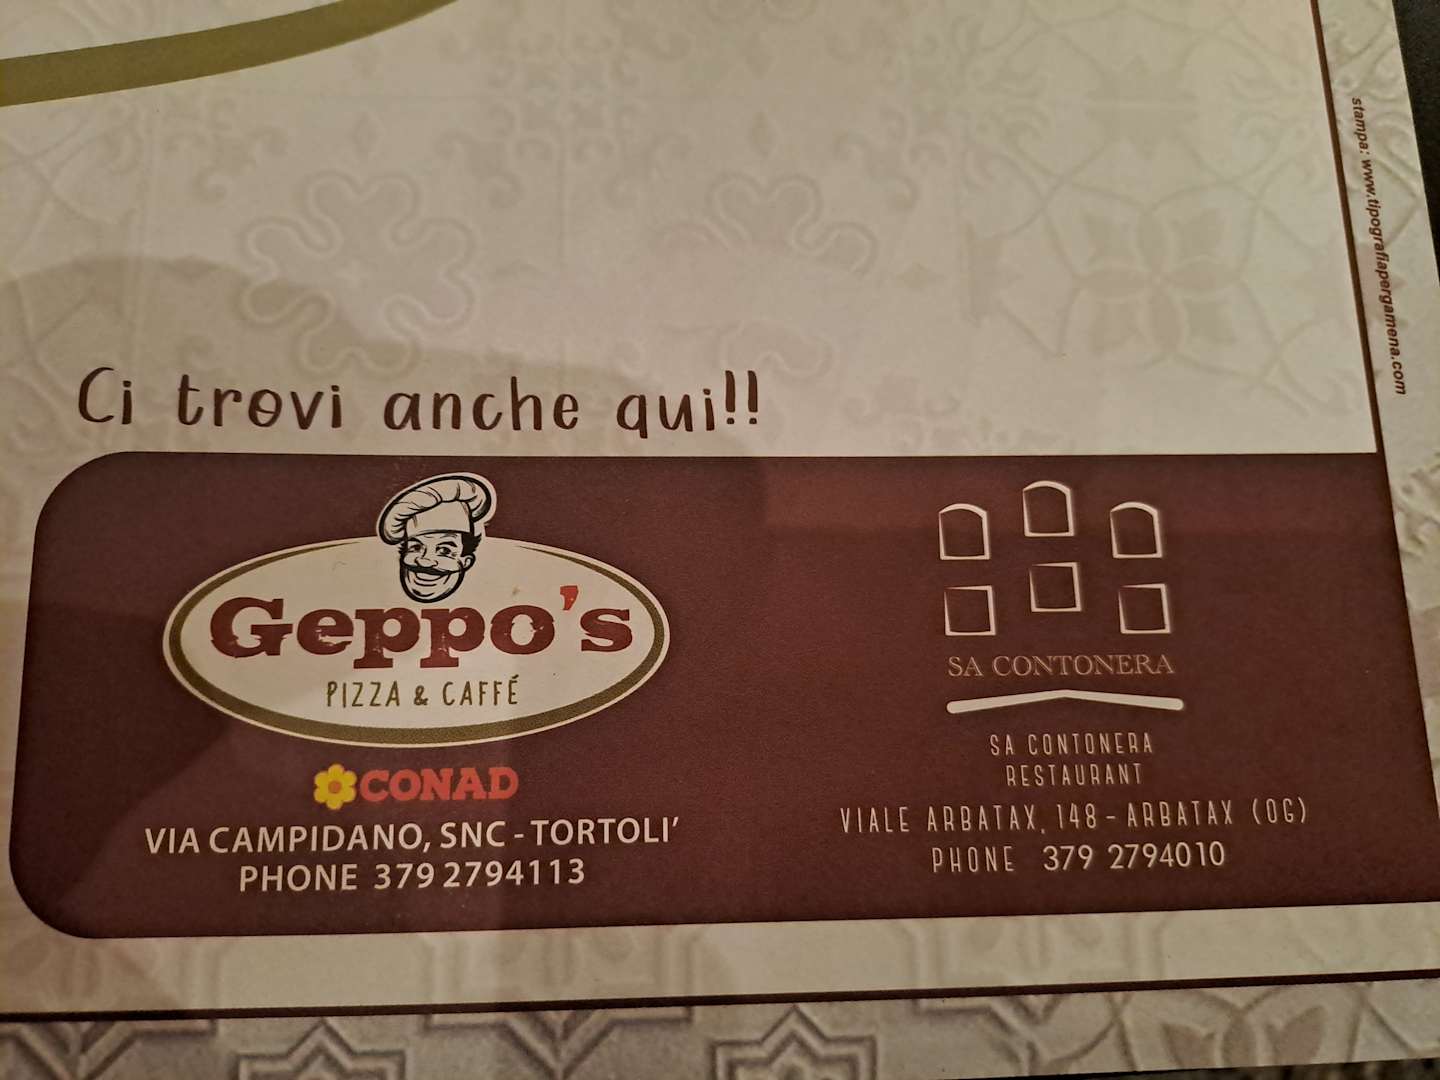 stampa: www.tipografiapergamena.com
Ci trovi anche qui!!
Geppo's
PIZZA & CAFFÉ
CONAD
VIA CAMPIDANO, SNC - TORTOLI'
PHONE 379 2794113
SA CONTONERA
SA CONTONERA
RESTAURANT
VIALE ARBATAX, 148 - ARBATAX (OG)
PHONE 379 2794010